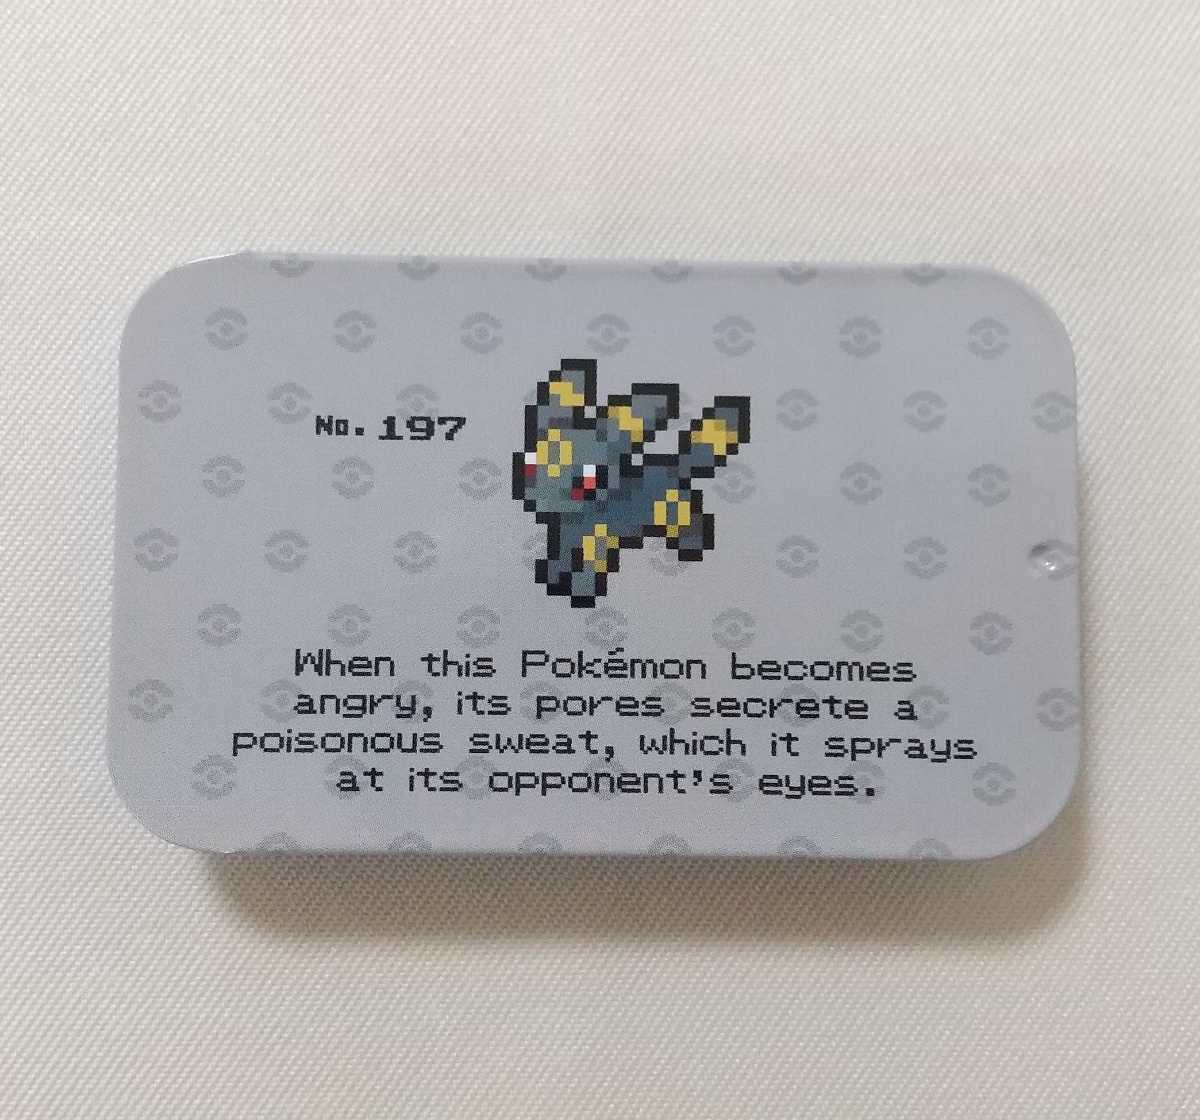 No. 197
When this Pokémon becomes
angry, its pores secrete a
poisonous sweat, which it sprays
at its opponent's eyes.